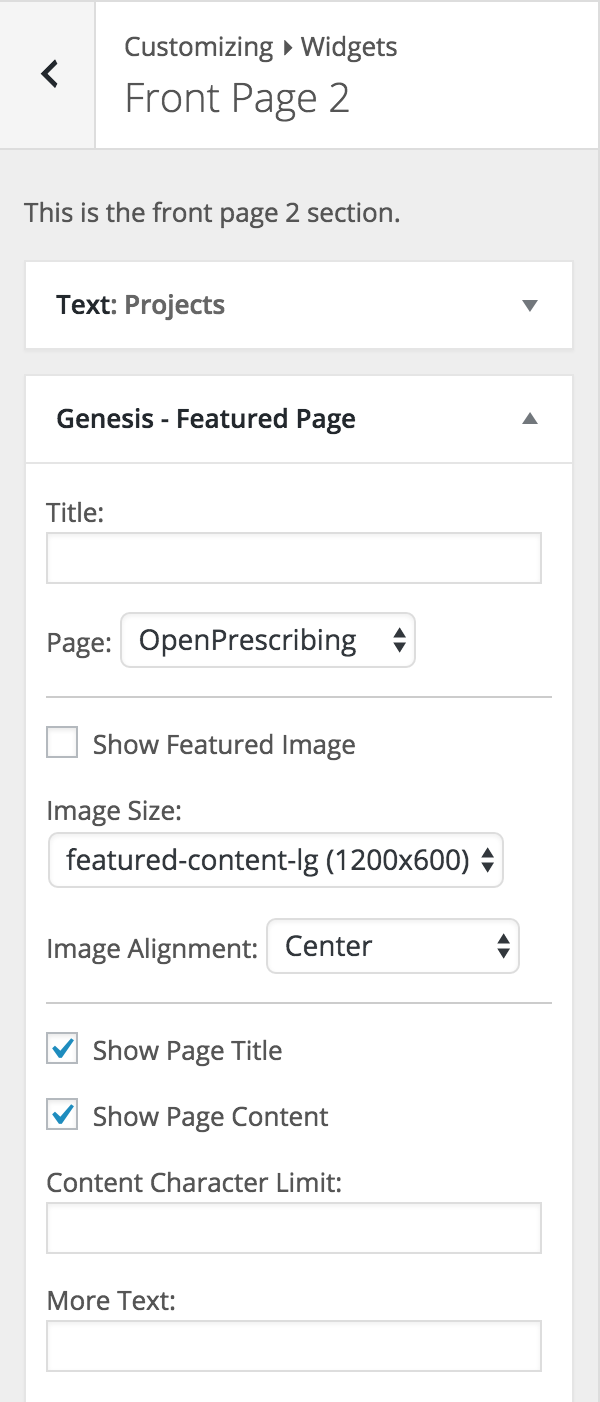 Customizing ▸ Widgets
Front Page 2
This is the front page 2 section.
Text: Projects
Genesis - Featured Page
Title:
Page: OpenPrescribing
Show Featured Image
Image Size:
featured-content-lg (1200x600)
Image Alignment: Center
Show Page Title
Show Page Content
Content Character Limit:
More Text: